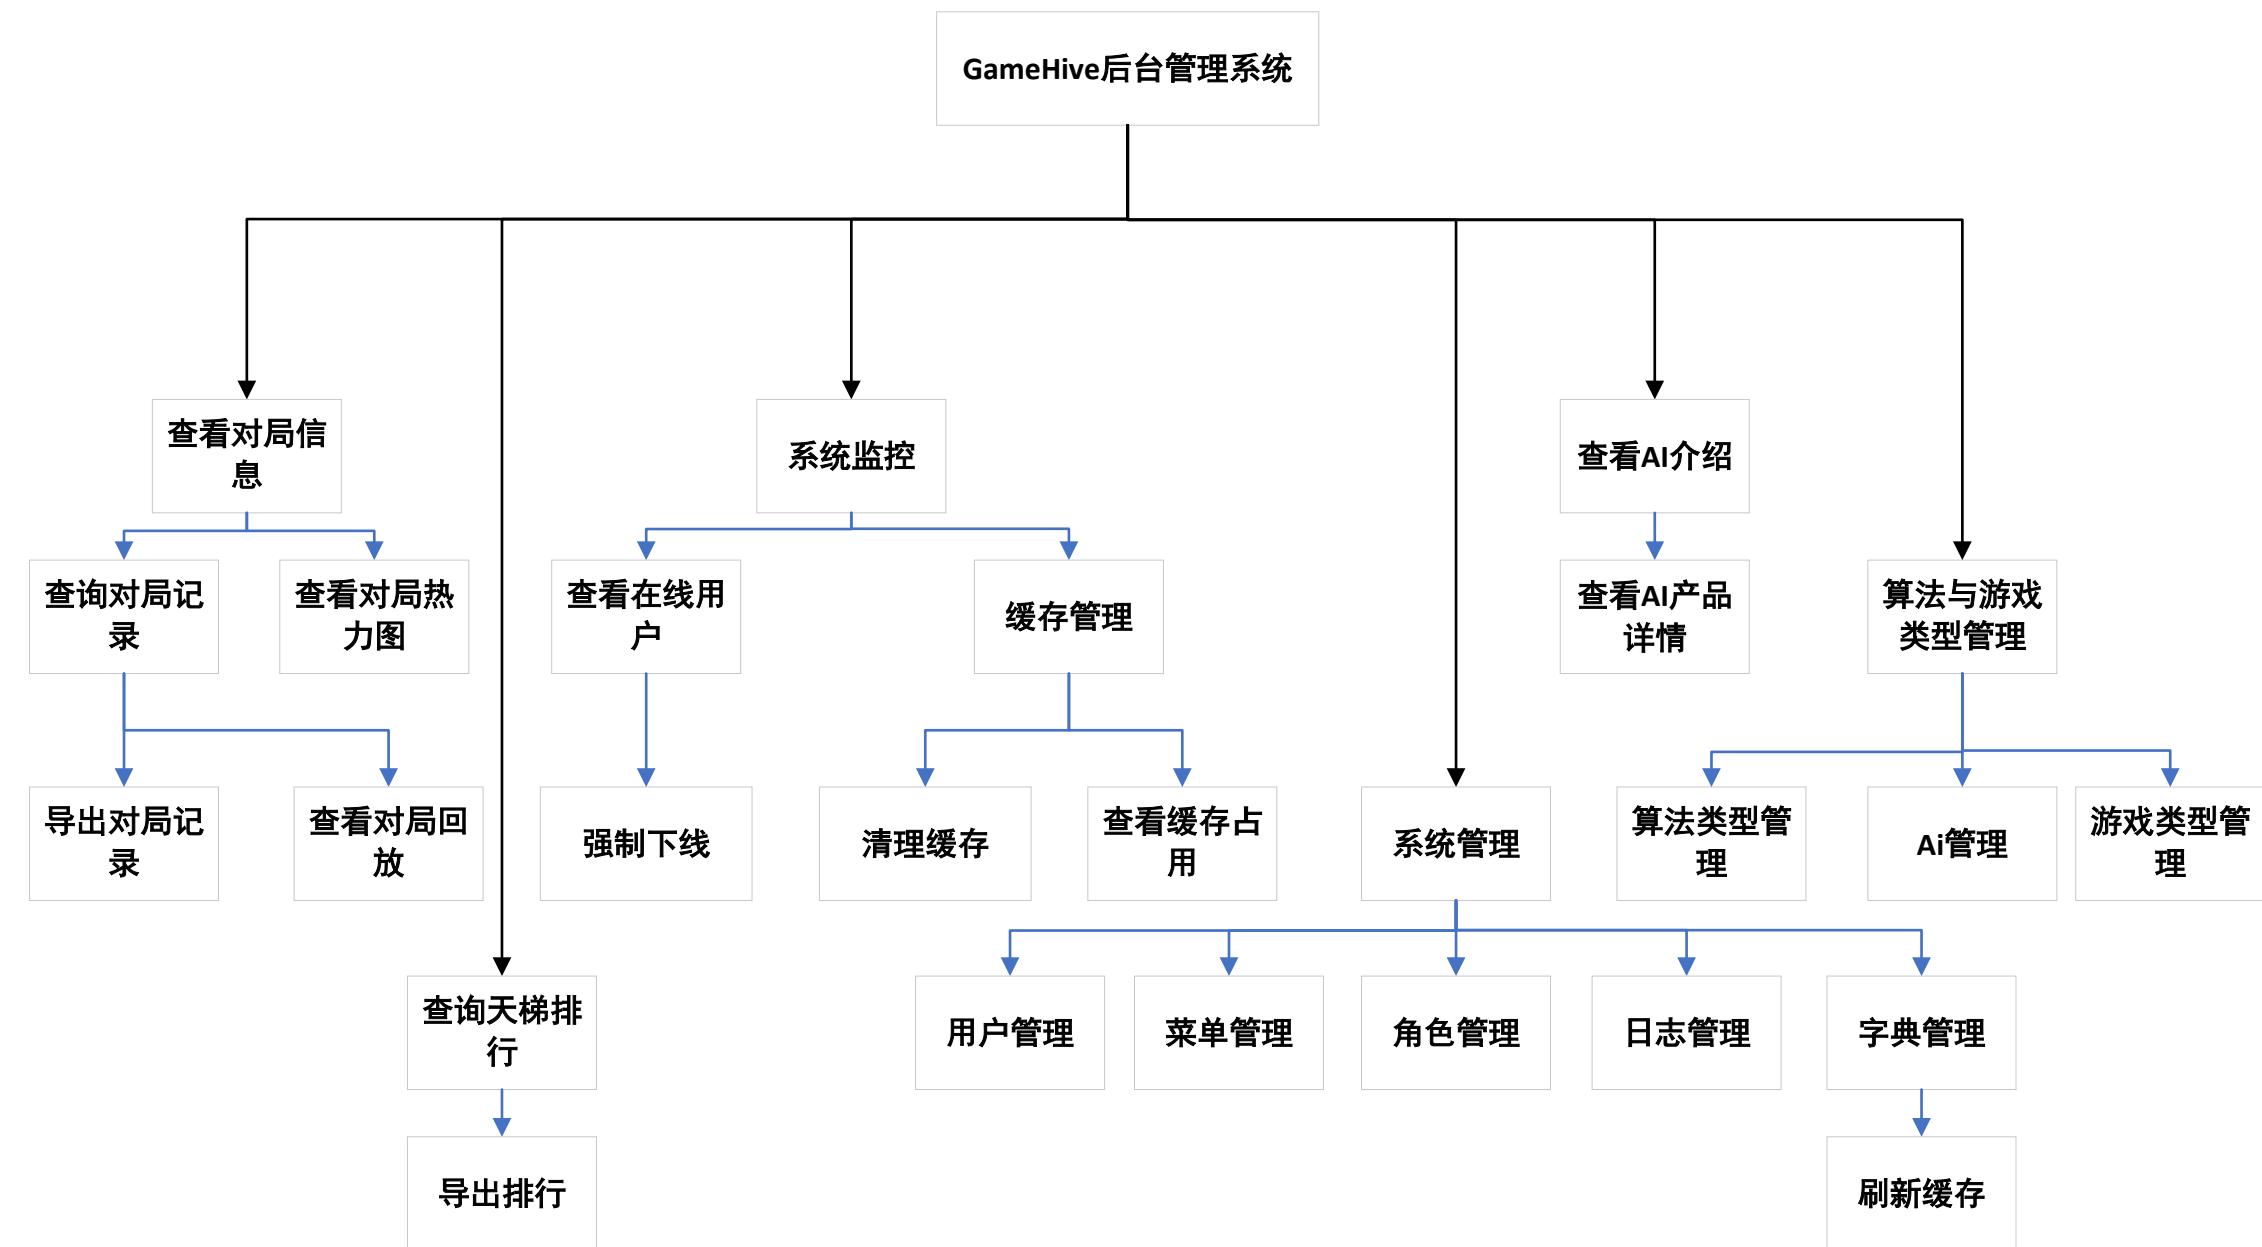 GameHive后台管理系统
查看对局信
息
系统监控
查看AI介绍
查询对局记
录
查看对局热
力图
查看在线用
户
缓存管理
查看AI产品
详情
算法与游戏
类型管理
导出对局记
录
查看对局回
放
强制下线
清理缓存
查看缓存占
用
系统管理
算法类型管
理
Ai管理
游戏类型管
理
查询天梯排
行
用户管理
菜单管理
角色管理
日志管理
字典管理
导出排行
刷新缓存